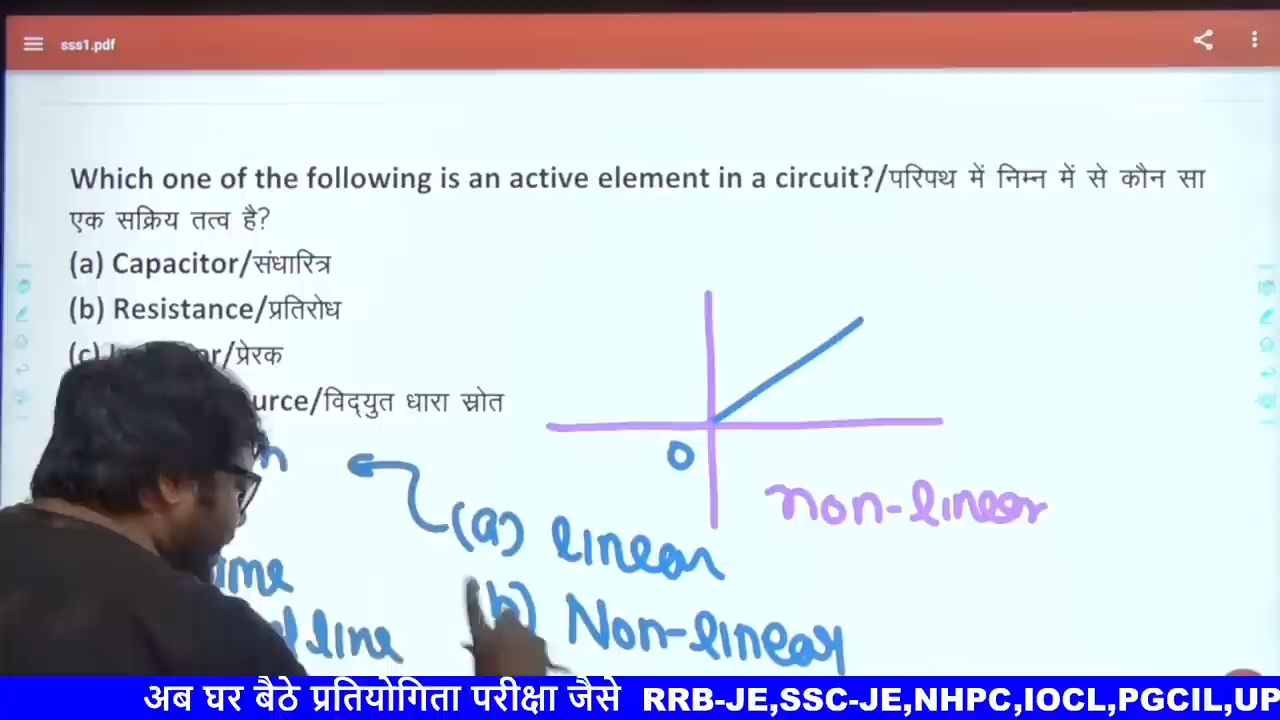 sss1.pdf
Which one of the following is an active element in a circuit?/परिपथ में निम्न में से कौन सा
एक सक्रिय तत्व है?
(a) Capacitor/संधारित्र
(b) Resistance/प्रतिरोध
(c) /प्रेरक
urce/विद्युत धारा स्रोत
O
non-linear
(a) linear
(b) Non-linear
line
अब घर बैठे प्रतियोगिता परीक्षा जैसे RRB-JE,SSC-JE,NHPC,IOCL,PGCIL,UP